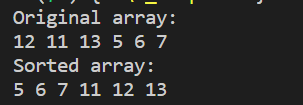 Original array:
12 11 13 5 6 7
Sorted array:
5 6 7 11 12 13